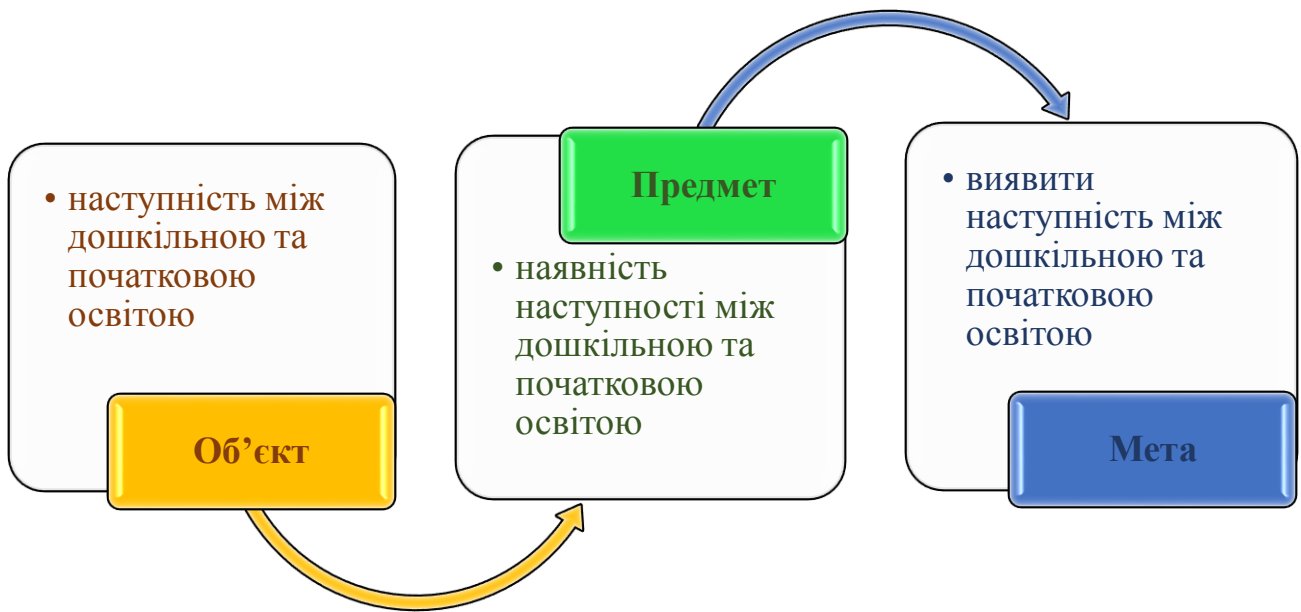 • наступність між
дошкільною та
початковою
освітою
Об’єкт
Предмет
• наявність
наступності між
дошкільною та
початковою
освітою
• виявити
наступність між
дошкільною та
початковою
освітою
Мета